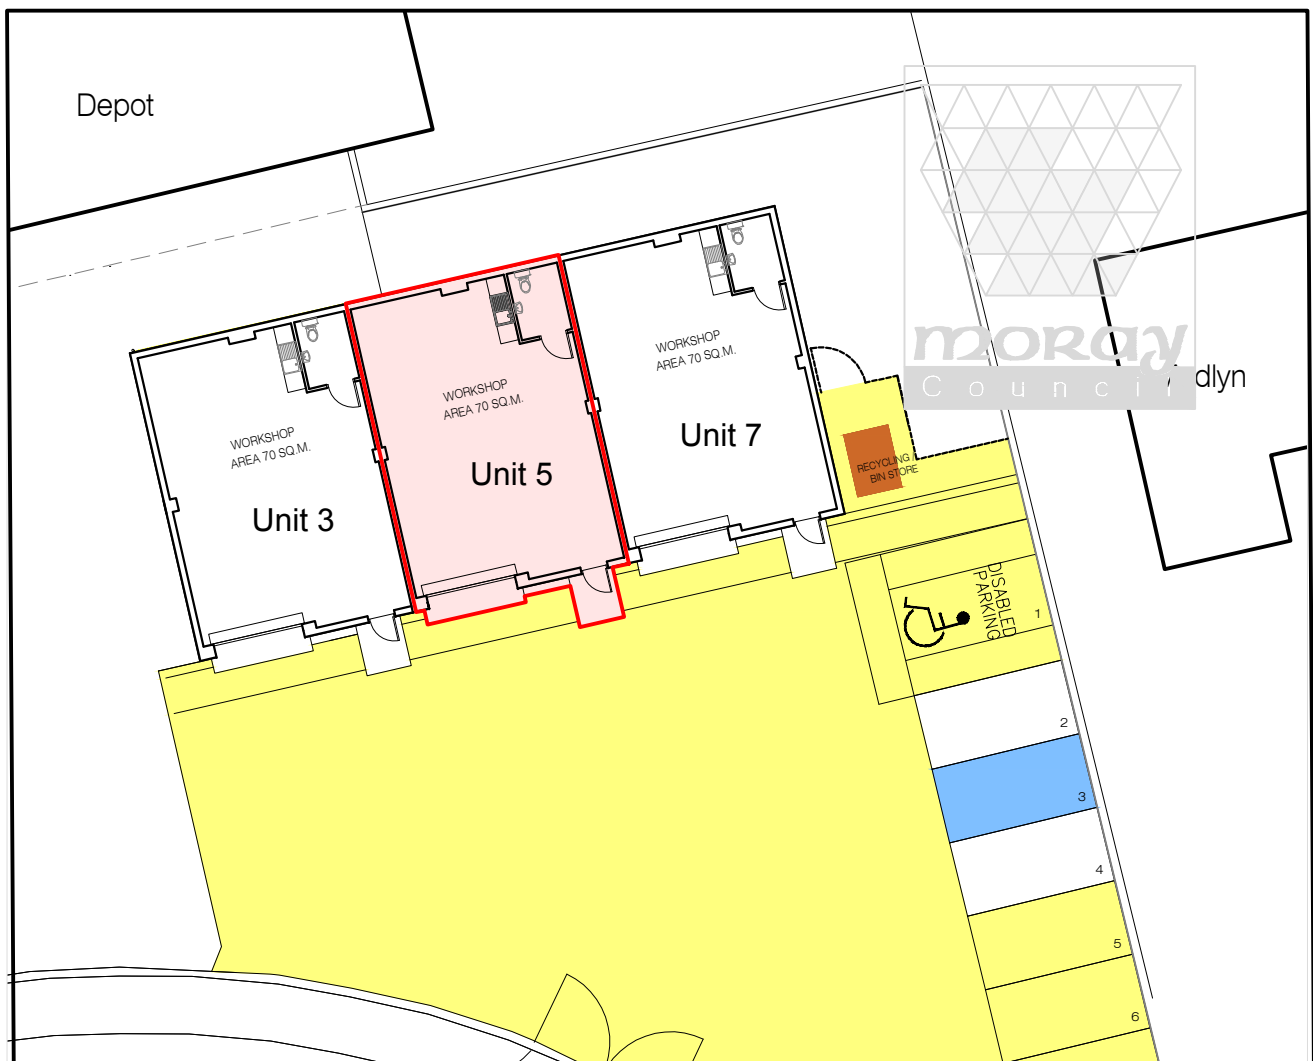 Depot
moray
Council
dlyn
WORKSHOP
AREA 70 SQ.M.
Unit 7
WORKSHOP
AREA 70 SQ.M.
Unit 5
WORKSHOP
AREA 70 SQ.M.
Unit 3
RECYCLING /
BIN STORE
DISABLED
PARKING
1
2
3
4
5
6